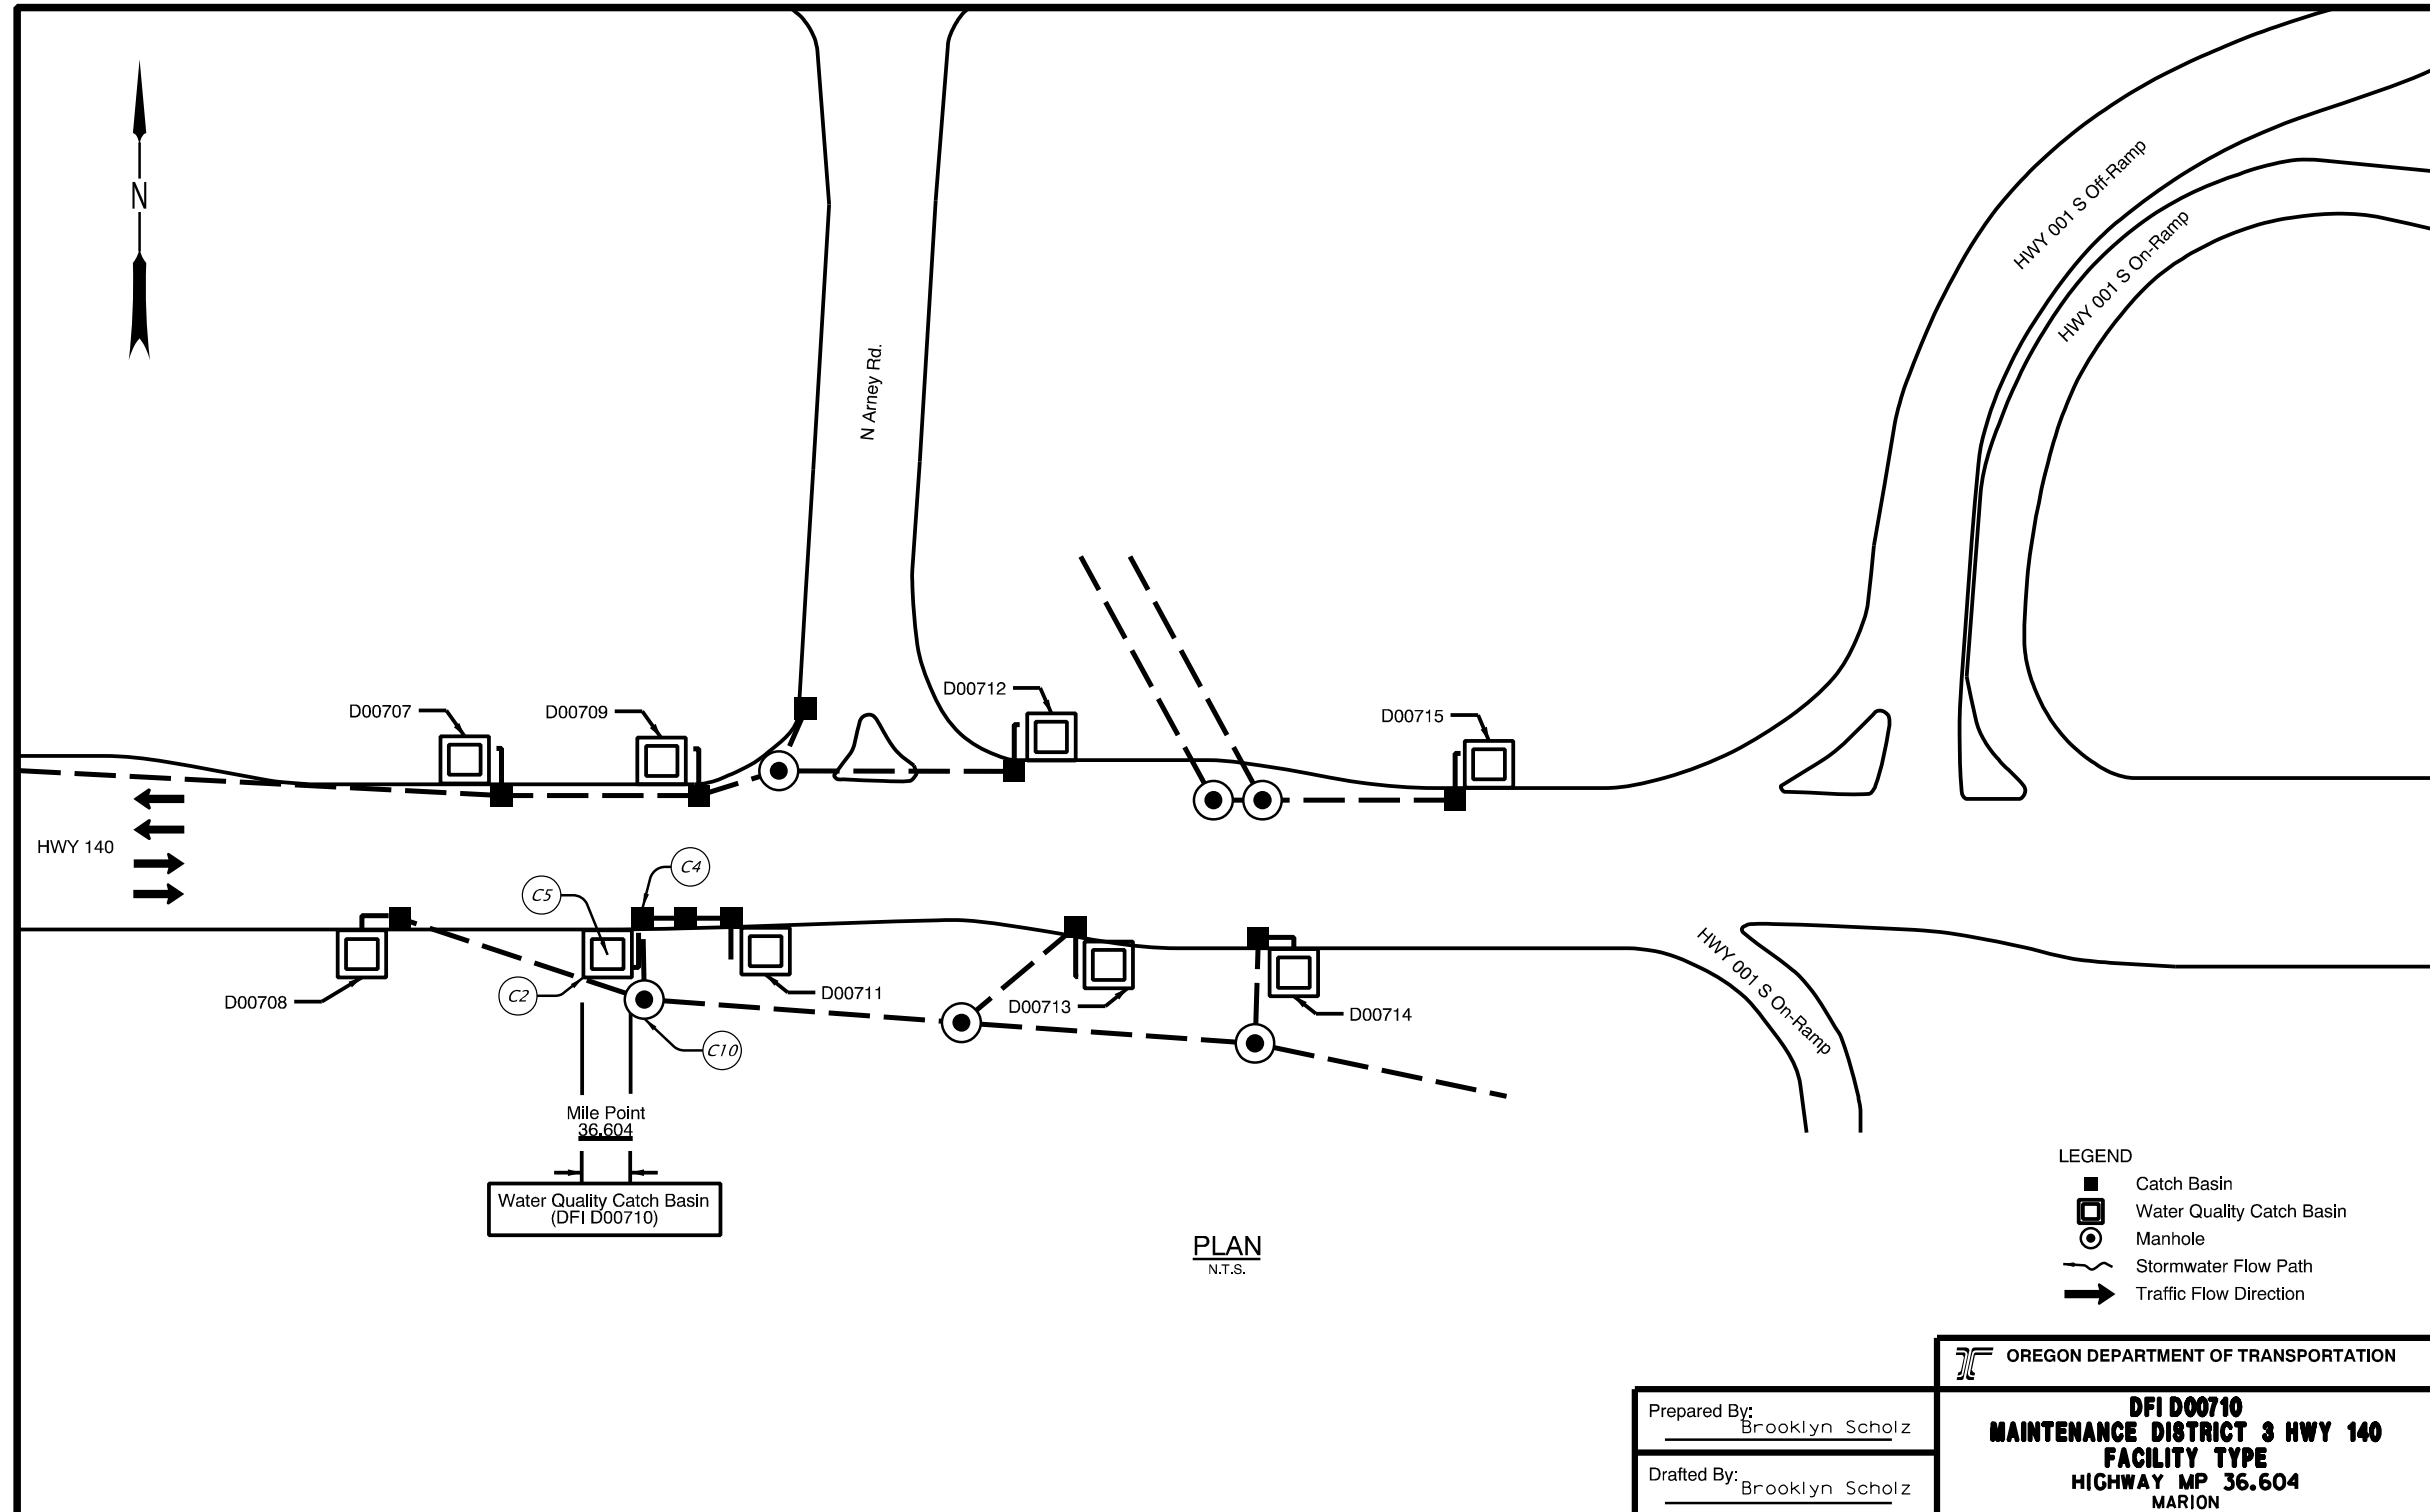 N
HWY 001 S Off-Ramp
HWY 001 S On-Ramp
N Arney Rd.
D00712
D00707
D00709
D00715
HWY 140
C4
C5
C2
D00708
D00711
D00713
D00714
HWY 001 S On-Ramp
C10
Mile Point
36.604
Water Quality Catch Basin
(DFI D00710)
PLAN
N.T.S.
LEGEND
Catch Basin
Water Quality Catch Basin
Manhole
Stormwater Flow Path
Traffic Flow Direction
OREGON DEPARTMENT OF TRANSPORTATION
Prepared By:
Brooklyn Scholz
Drafted By:
Brooklyn Scholz
DFI D00710
MAINTENANCE DISTRICT 3 HWY 140
FACILITY TYPE
HIGHWAY MP 36.604
MARION